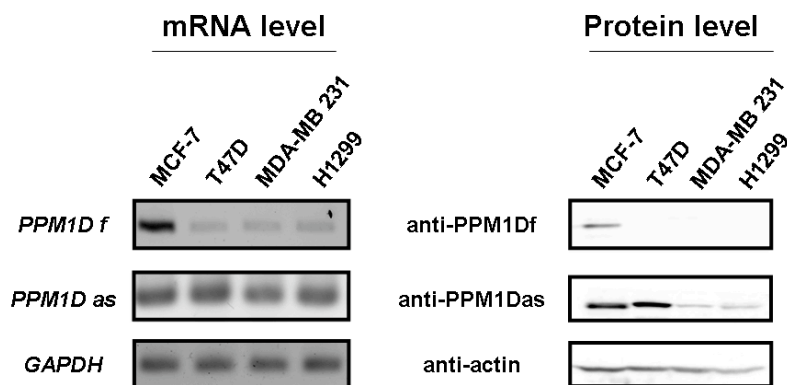 mRNA level
Protein level
MCF-7
T47D
MDA-MB 231
H1299
MCF-7
T47D
MDA-MB 231
H1299
PPM1D f
anti-PPM1Df
PPM1D as
anti-PPM1Das
GAPDH
anti-actin